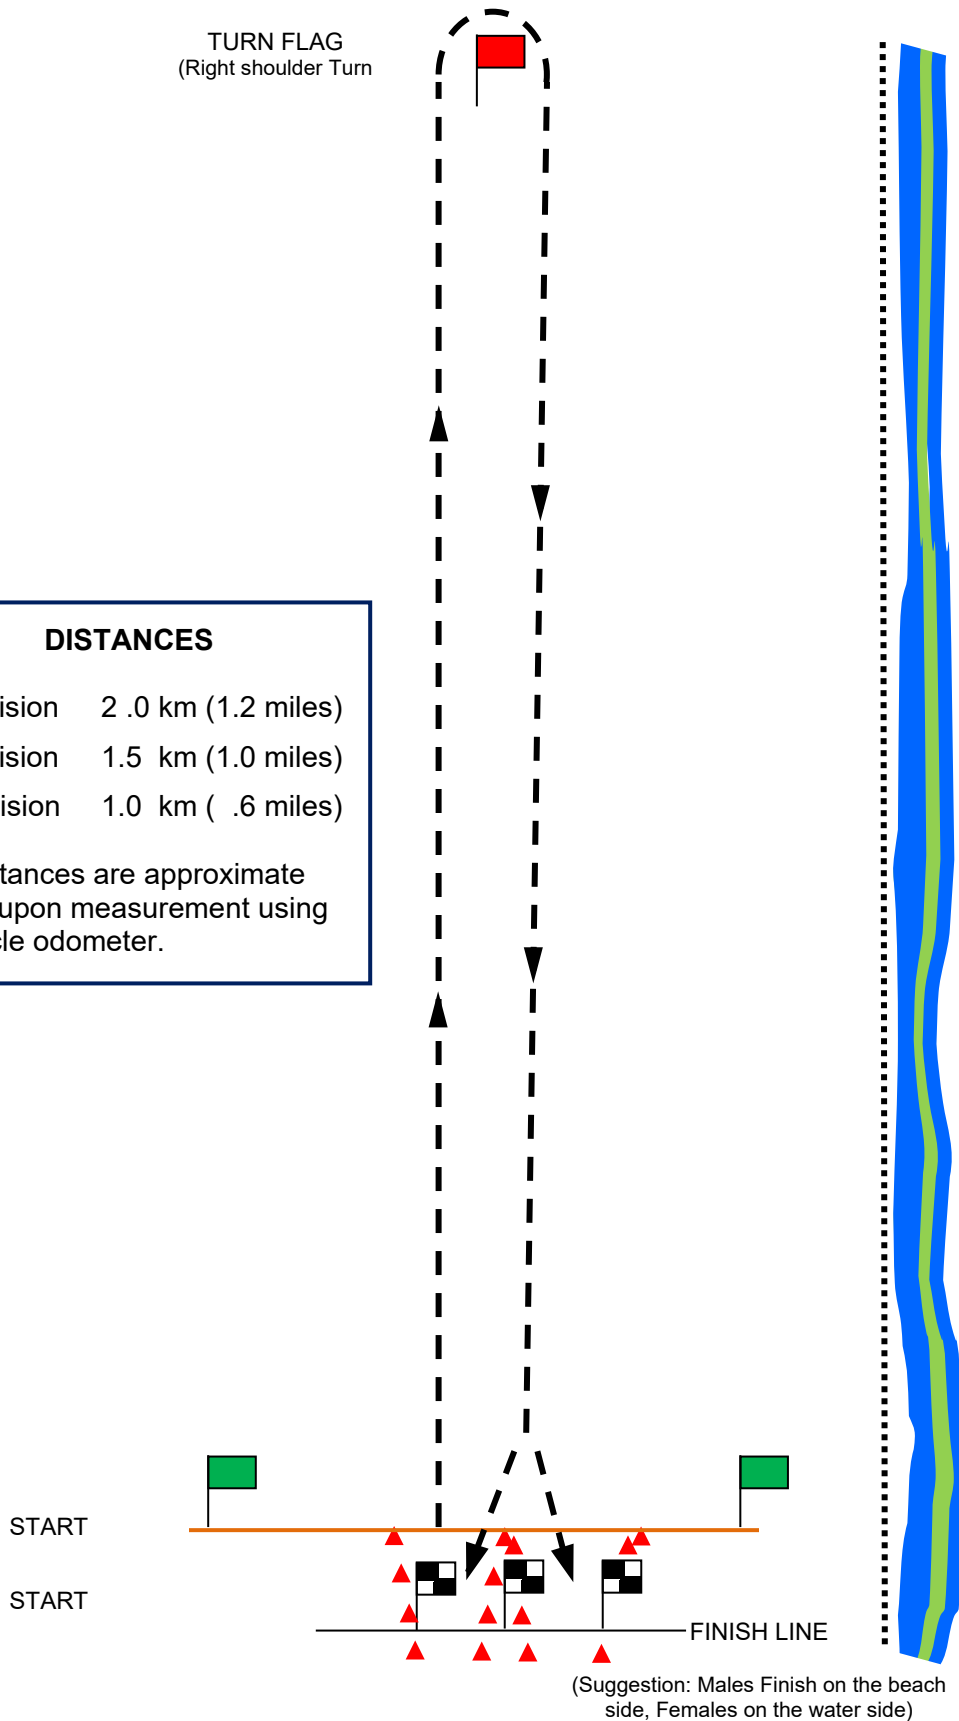 TURN FLAG
(Right shoulder Turn
DISTANCES
ision 2 .0 km (1.2 miles)
ision 1.5 km (1.0 miles)
ision 1.0 km ( .6 miles)
tances are approximate
upon measurement using
cle odometer.
START
START
FINISH LINE
(Suggestion: Males Finish on the beach
side, Females on the water side)